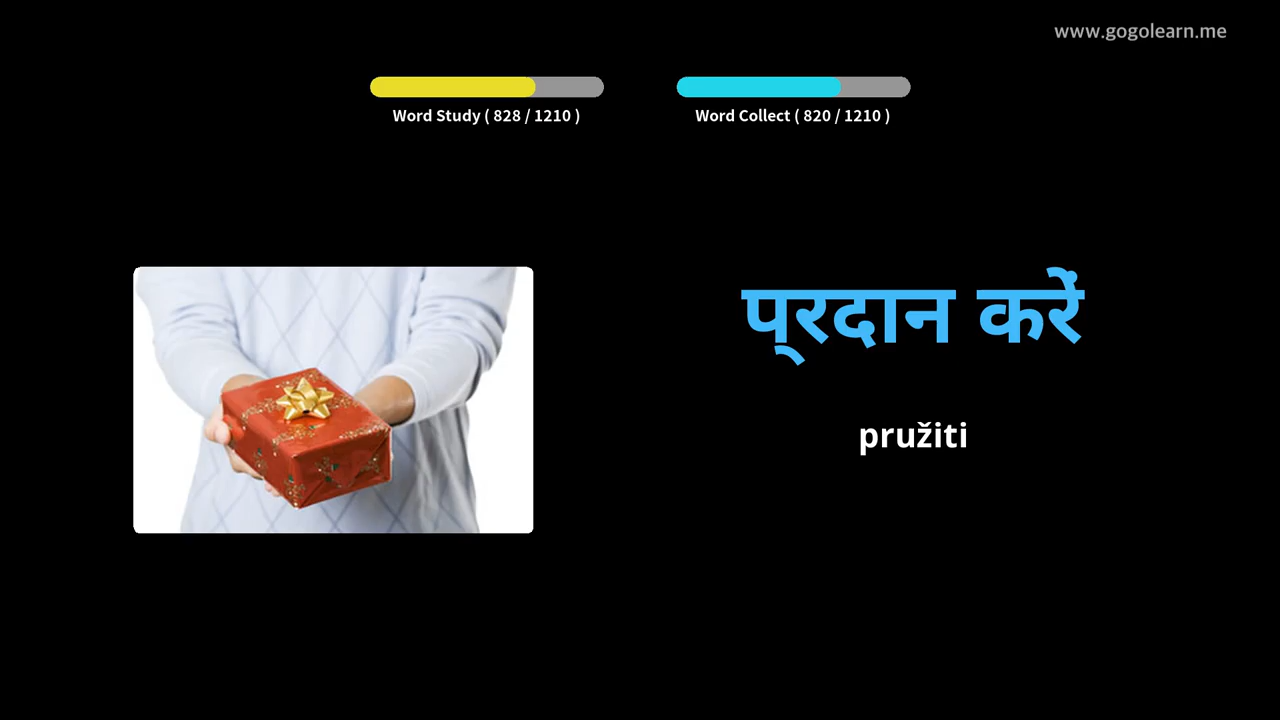 www.gogolearn.me
Word Study ( 828 / 1210 )
Word Collect ( 820 / 1210 )
प्रदान करें
pružiti